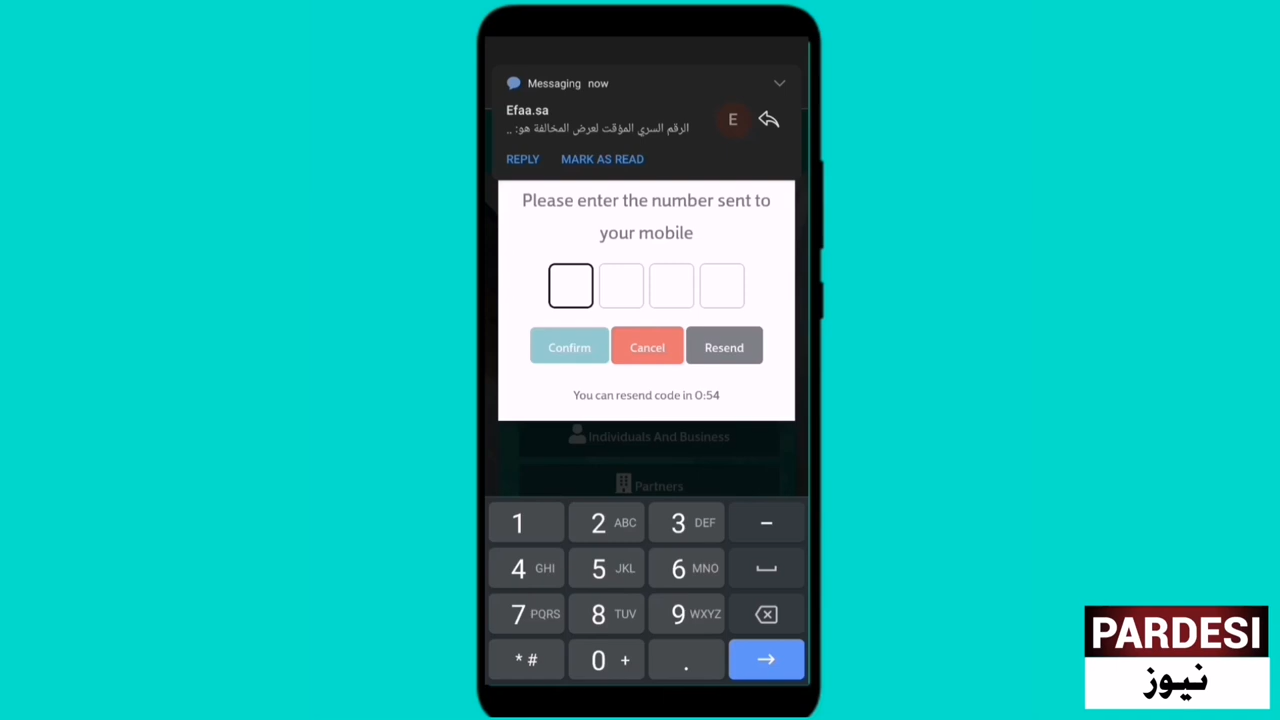 Messaging now
Efaa.sa
الرقم السري المؤقت لعرض المخالفة هو: ..
E
REPLY MARK AS READ
Please enter the number sent to
your mobile
Confirm Cancel Resend
You can resend code in 0:54
Individuals And Business
Partners
1 2 ABC 3 DEF –
4 GHI 5 JKL 6 MNO
7 PQRS 8 TUV 9 WXYZ
* # 0 + .
PARDESI
نیوز